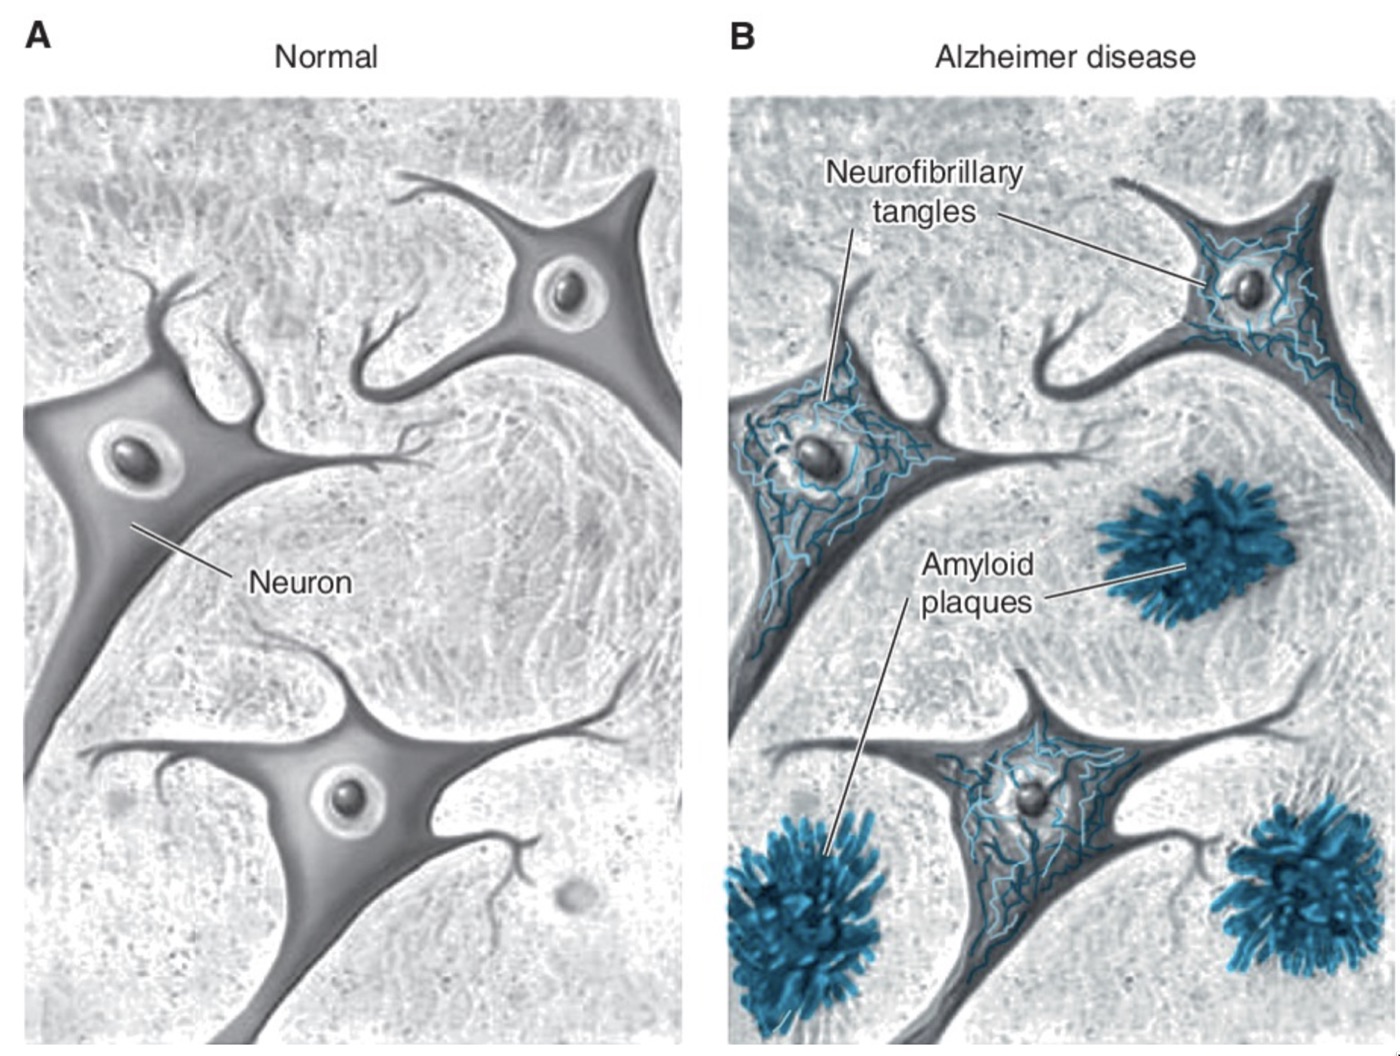 A
Normal
Neuron
B
Alzheimer disease
Neurofibrillary
tangles
Amyloid
plaques